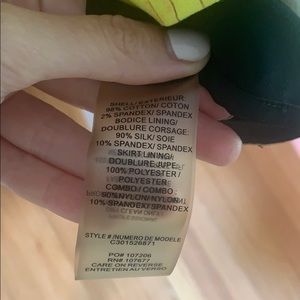 SHELL/EXTERIEUR:
98% COTTON/ COTON
2% SPANDEX/ SPANDEX
BODICE LINING/
DOUBLURE CORSAGE:
90% SILK/ SOIE
10% SPANDEX/ SPANDEX
SKIRT LINING/
DOUBLURE JUPE:
100% POLYESTER /
POLYESTER
COMBO / COMBO :
90%NYLON/NYLON
10% SPANDEX/SPANDEX
STYLE # /NUMERO DE MODELE
C301526871
PO# 107206
RN# 107677
CARE ON REVERSE
ENTRETIEN AU VERSO